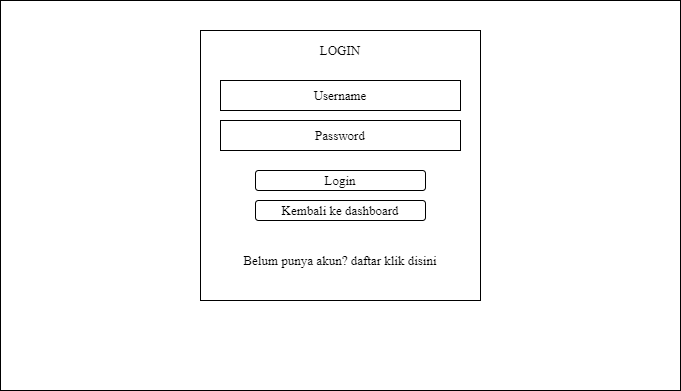 LOGIN
Username
Password
Login
Kembali ke dashboard
Belum punya akun? daftar klik disini